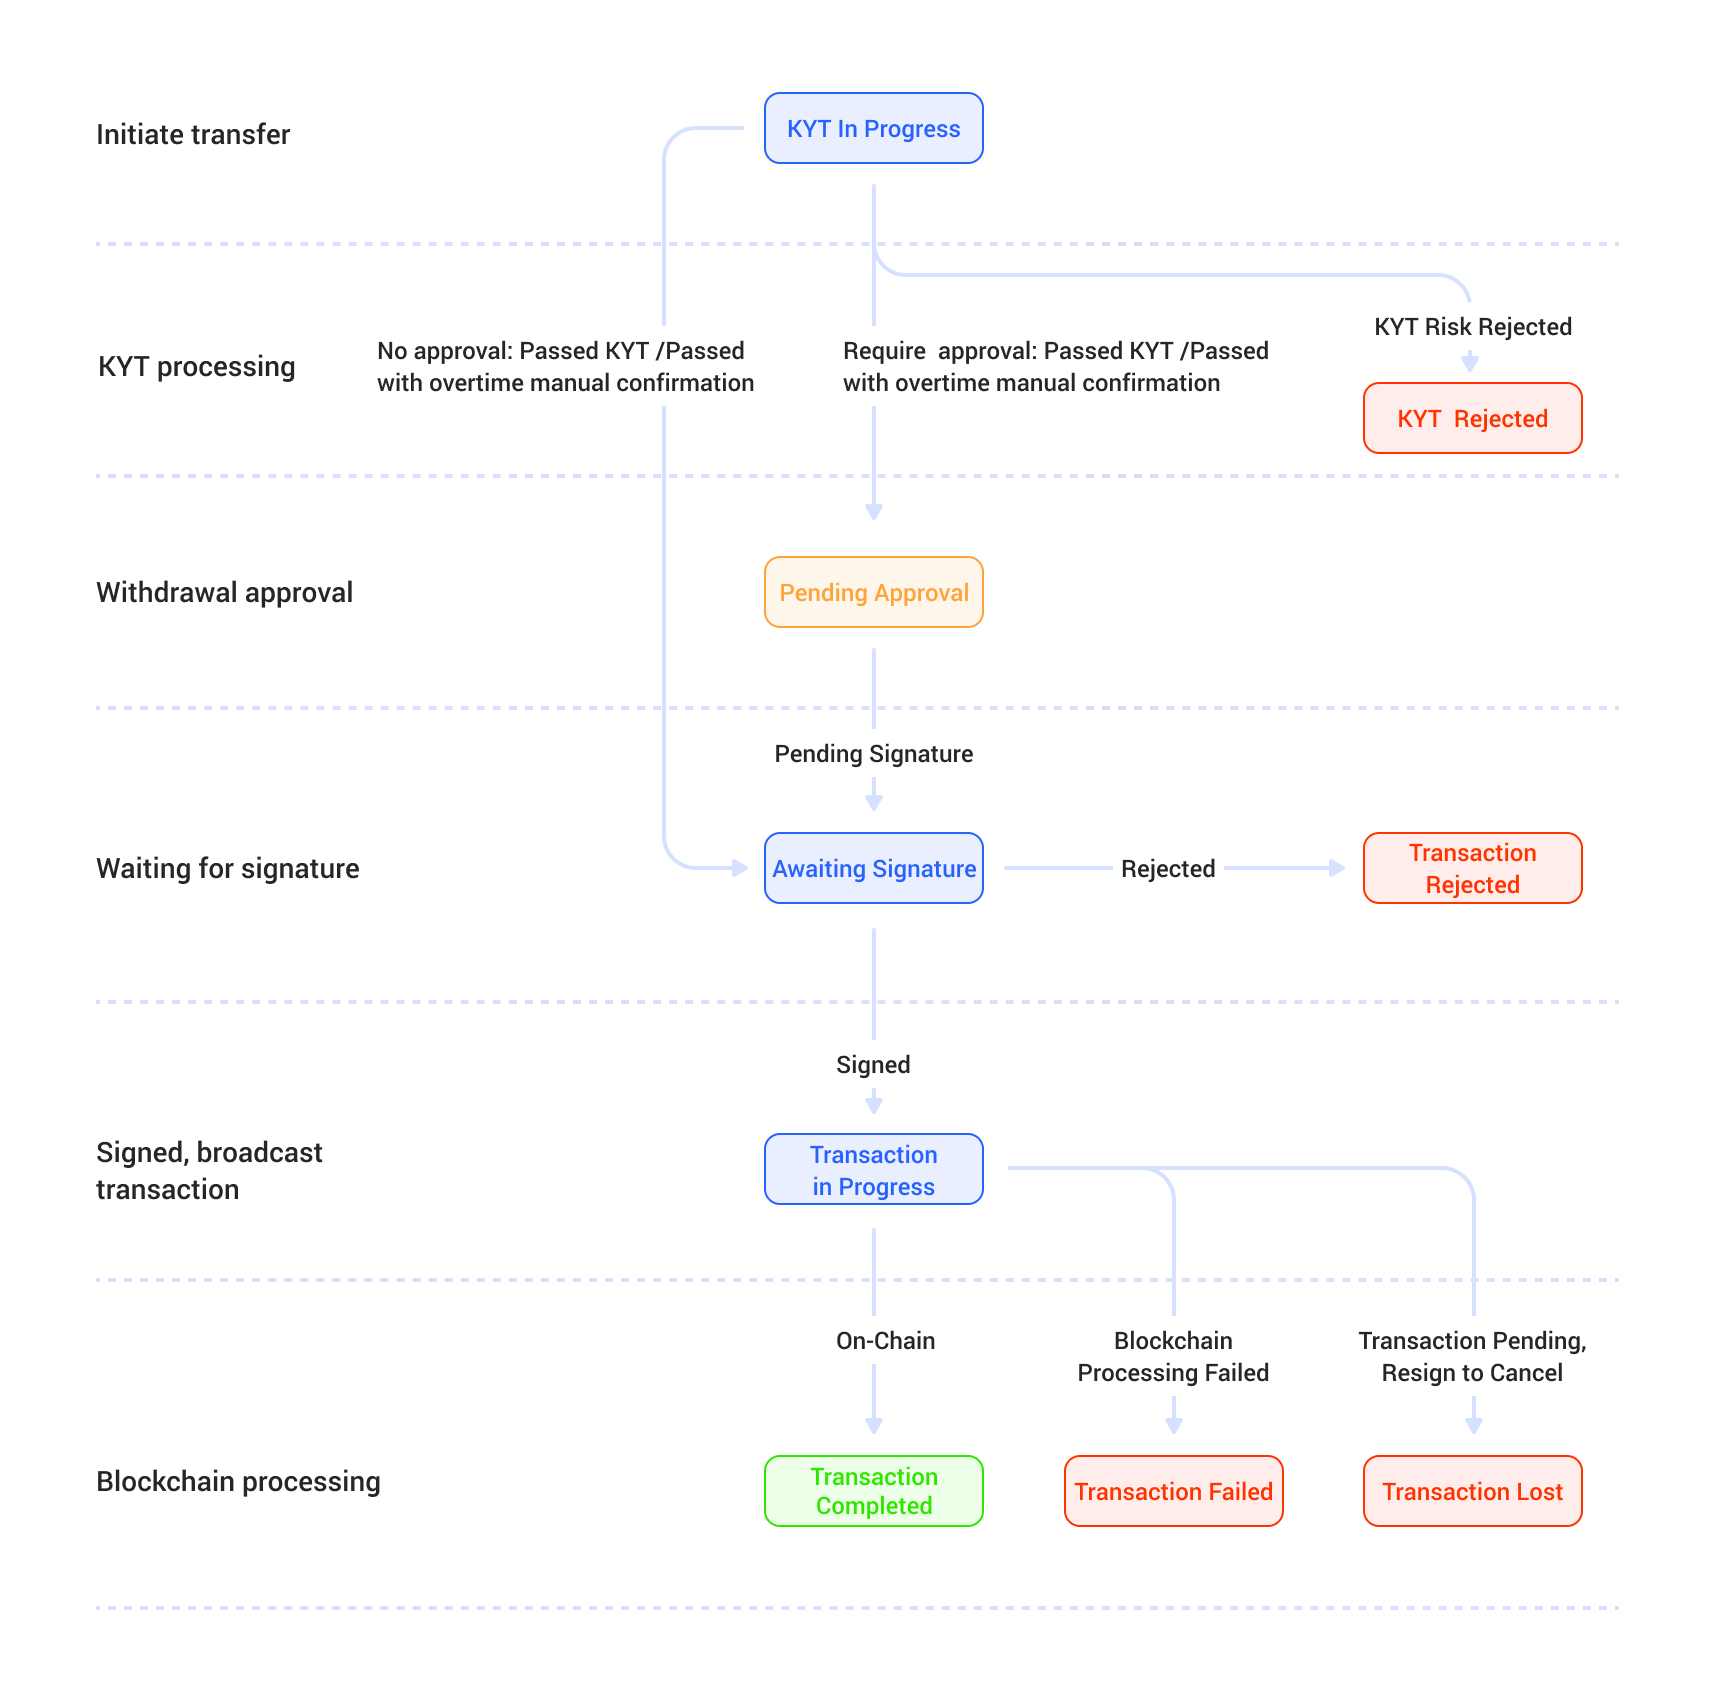 Initiate transfer
KYT In Progress
KYT processing
No approval: Passed KYT /Passed
with overtime manual confirmation
Require  approval: Passed KYT /Passed
with overtime manual confirmation
KYT Risk Rejected
KYT  Rejected
Withdrawal approval
Pending Approval
Pending Signature
Waiting for signature
Awaiting Signature
Rejected
Transaction
Rejected
Signed
Signed, broadcast
transaction
Transaction
in Progress
On-Chain
Blockchain
Processing Failed
Transaction Pending,
Resign to Cancel
Blockchain processing
Transaction
Completed
Transaction Failed
Transaction Lost